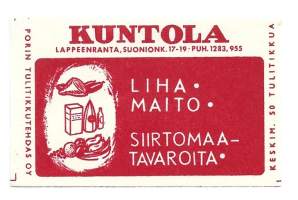 KUNTOLA
LAPPEENRANTA, SUONIONK. 17-19 · PUH. 1283, 955
PORIN TULITIKKUTEHDAS OY
LIHA •
MAITO •
SIIRTOMAA-
TAVAROITA •
KESKIM. 50 TULITIKKUA